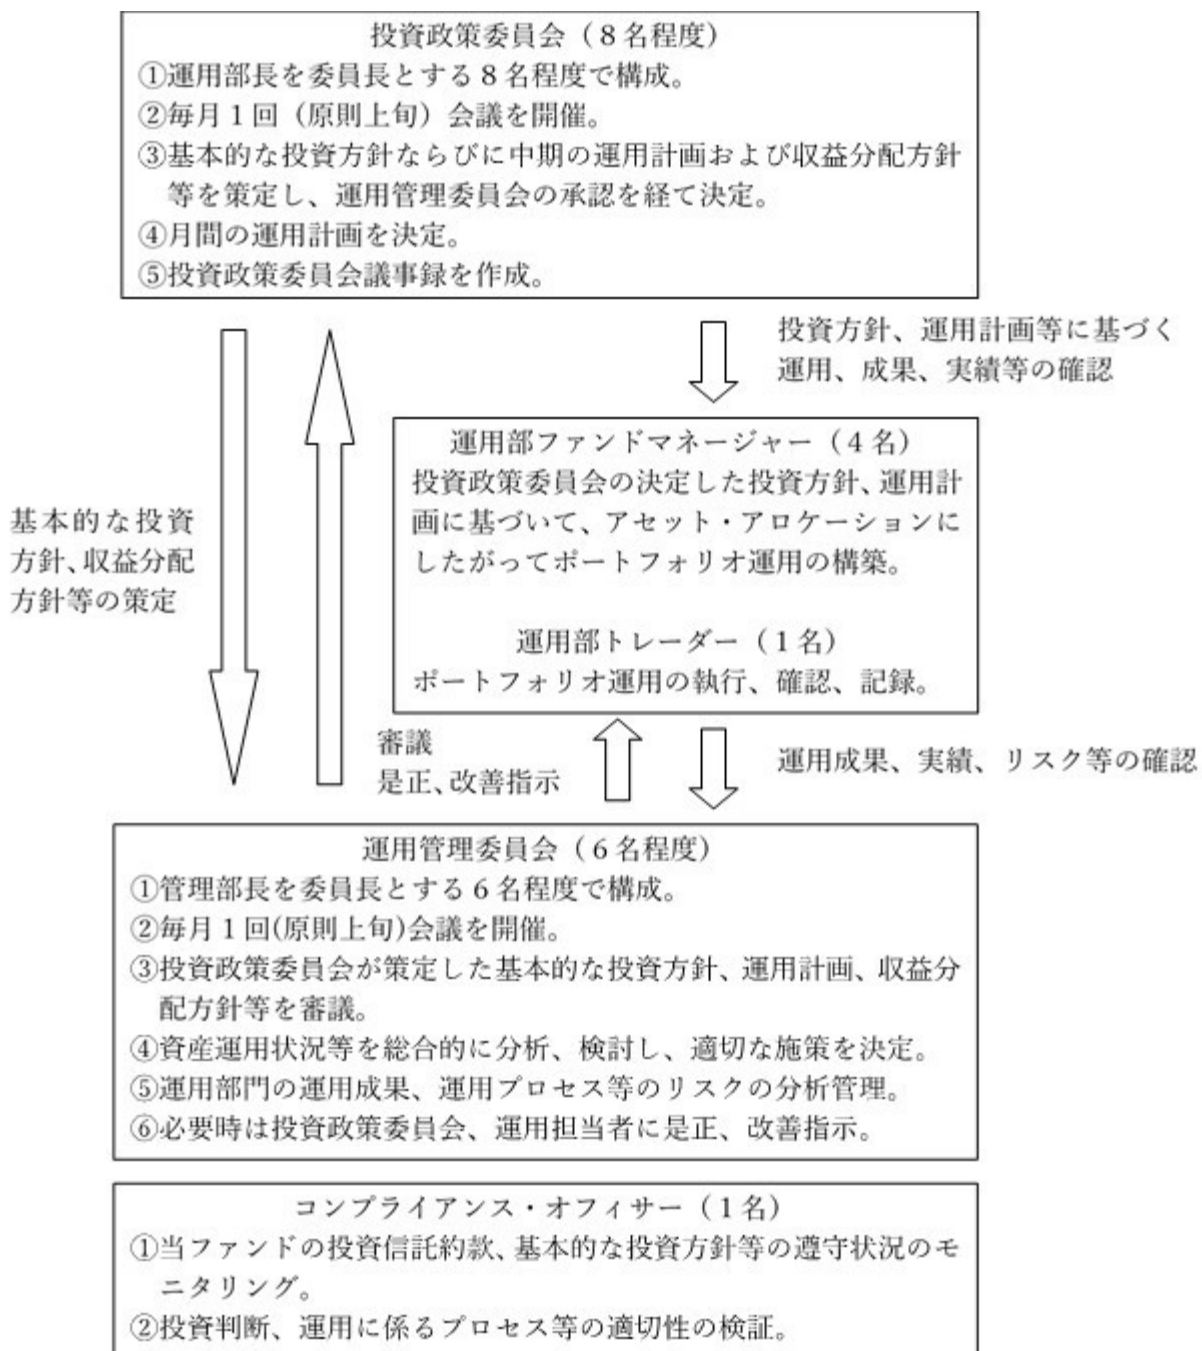 投資政策委員会（８名程度）
①運用部長を委員長とする８名程度で構成。
②毎月１回（原則上旬）会議を開催。
③基本的な投資方針ならびに中期の運用計画および収益分配方針
等を策定し、運用管理委員会の承認を経て決定。
④月間の運用計画を決定。
⑤投資政策委員会議事録を作成。
投資方針、運用計画等に基づく
運用、成果、実績等の確認
運用部ファンドマネージャー（４名）
投資政策委員会の決定した投資方針、運用計
画に基づいて、アセット・アロケーションに
したがってポートフォリオ運用の構築。
運用部トレーダー（１名）
ポートフォリオ運用の執行、確認、記録。
基本的な投資
方針、収益分配
方針等の策定
審議
是正、改善指示
運用成果、実績、リスク等の確認
運用管理委員会（６名程度）
①管理部長を委員長とする６名程度で構成。
②毎月１回(原則上旬)会議を開催。
③投資政策委員会が策定した基本的な投資方針、運用計画、収益分
配方針等を審議。
④資産運用状況等を総合的に分析、検討し、適切な施策を決定。
⑤運用部門の運用成果、運用プロセス等のリスクの分析管理。
⑥必要時は投資政策委員会、運用担当者に是正、改善指示。
コンプライアンス・オフィサー（１名）
①当ファンドの投資信託約款、基本的な投資方針等の遵守状況のモ
ニタリング。
②投資判断、運用に係るプロセス等の適切性の検証。